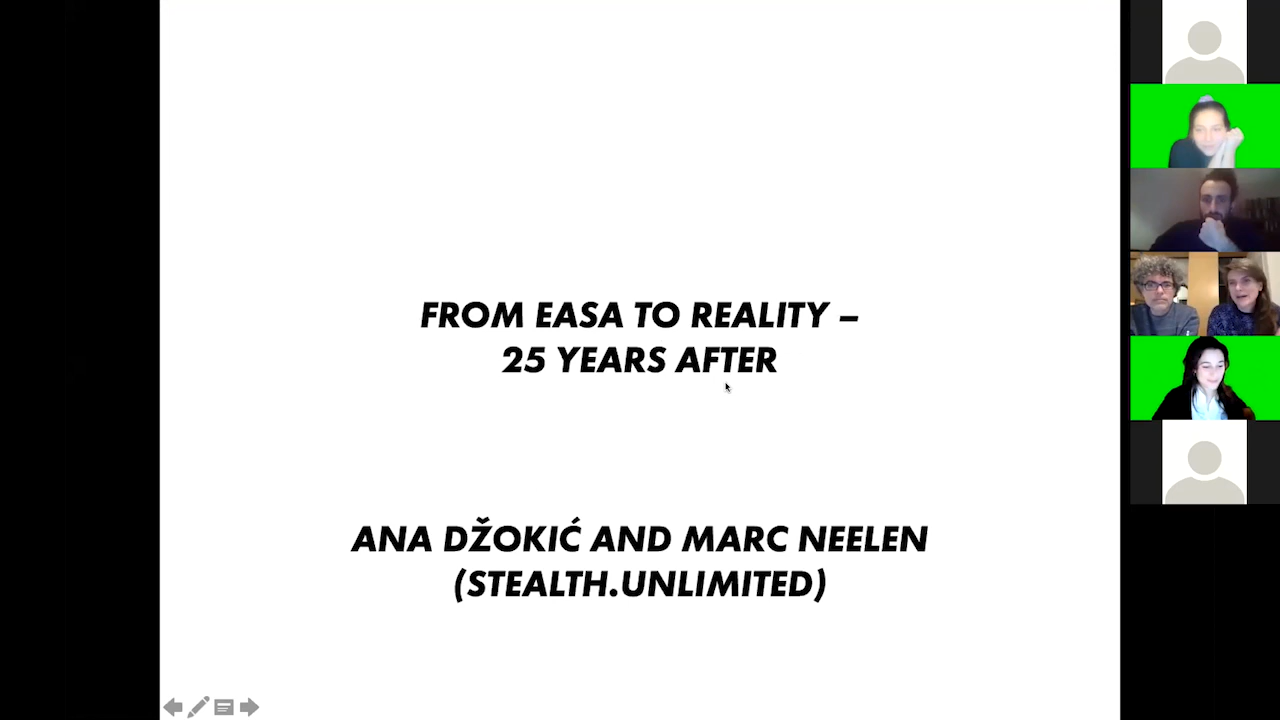 FROM EASA TO REALITY –
25 YEARS AFTER
ANA DŽOKIĆ AND MARC NEELEN
(STEALTH.UNLIMITED)